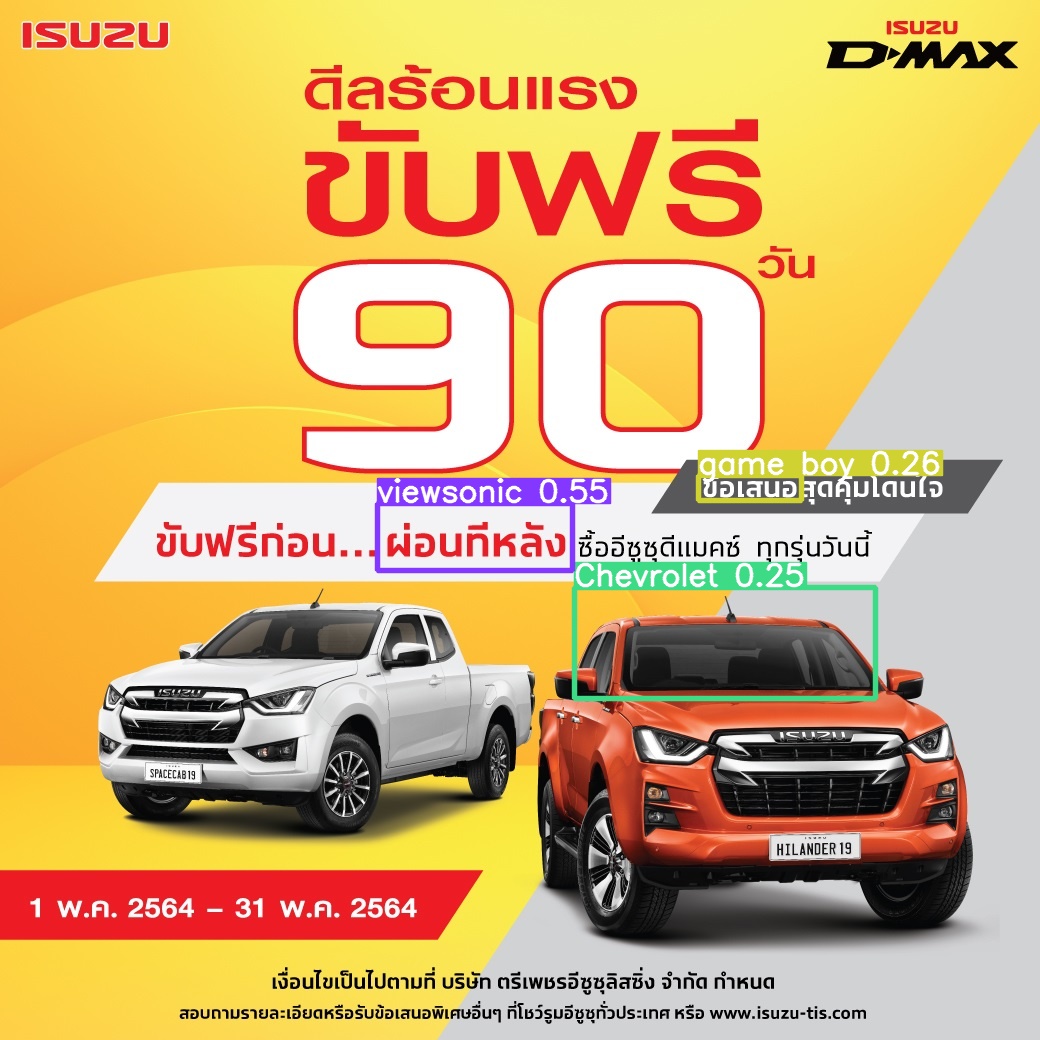 ISUZU
ISUZU
D-MAX
ดีลร้อนแรง
ขับฟรี
90 วัน
game boy 0.26
ข้อเสนอสุดคุ้มโดนใจ
viewsonic 0.55
ขับฟรีก่อน... ผ่อนทีหลัง ซื้ออีซูซุดีแมคซ์ ทุกรุ่นวันนี้
Chevrolet 0.25
ISUZU
SPACECAB19
ISUZU
HILANDER 19
1 พ.ค. 2564 – 31 พ.ค. 2564
เงื่อนไขเป็นไปตามที่ บริษัท ตรีเพชรอีซูซุลิสซิ่ง จำกัด กำหนด
สอบถามรายละเอียดหรือรับข้อเสนอพิเศษอื่นๆ ที่โชว์รูมอีซูซุทั่วประเทศ หรือ www.isuzu-tis.com